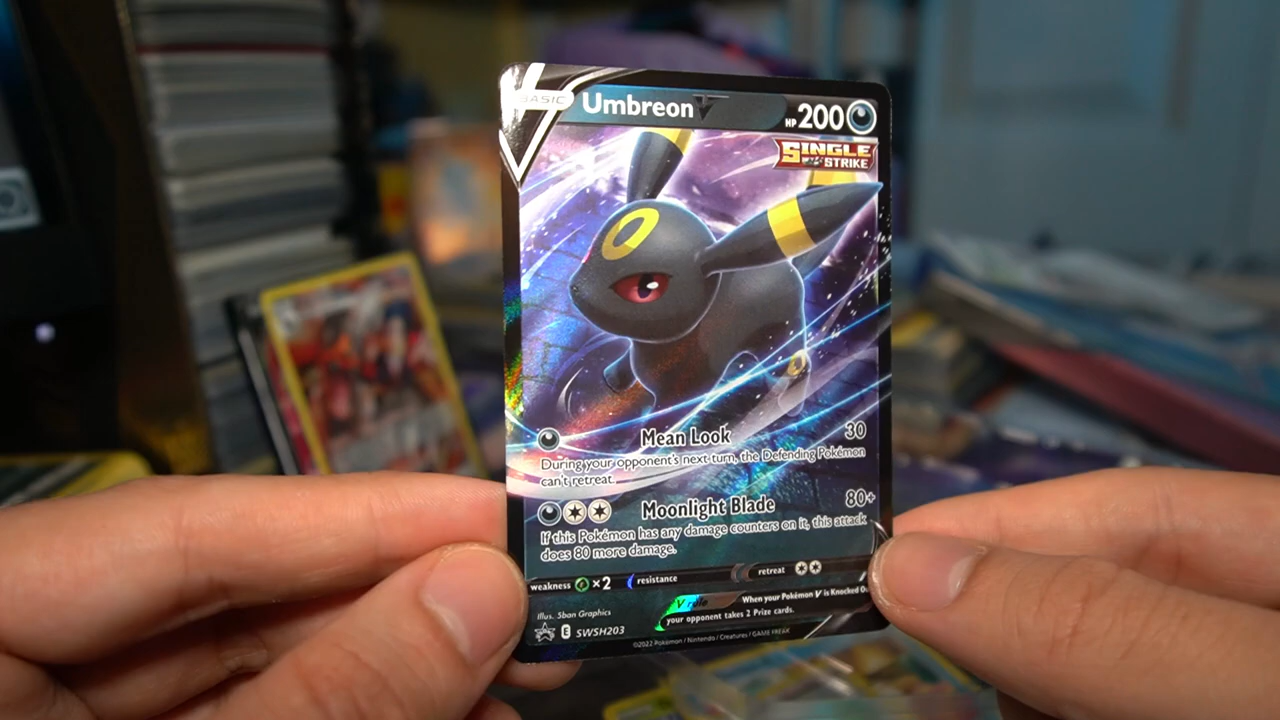 BASIC
Umbreon V
HP 200
SINGLE
STRIKE
Mean Look 30
During your opponent's next turn, the Defending Pokémon
can't retreat.
Moonlight Blade 80+
If this Pokémon has any damage counters on it, this attack
does 80 more damage.
weakness ×2 resistance retreat
V rule When your Pokémon V is Knocked O
your opponent takes 2 Prize cards.
Illus. 5ban Graphics
E SWSH203
©2022 Pokémon / Nintendo / Creatures / GAME FREAK